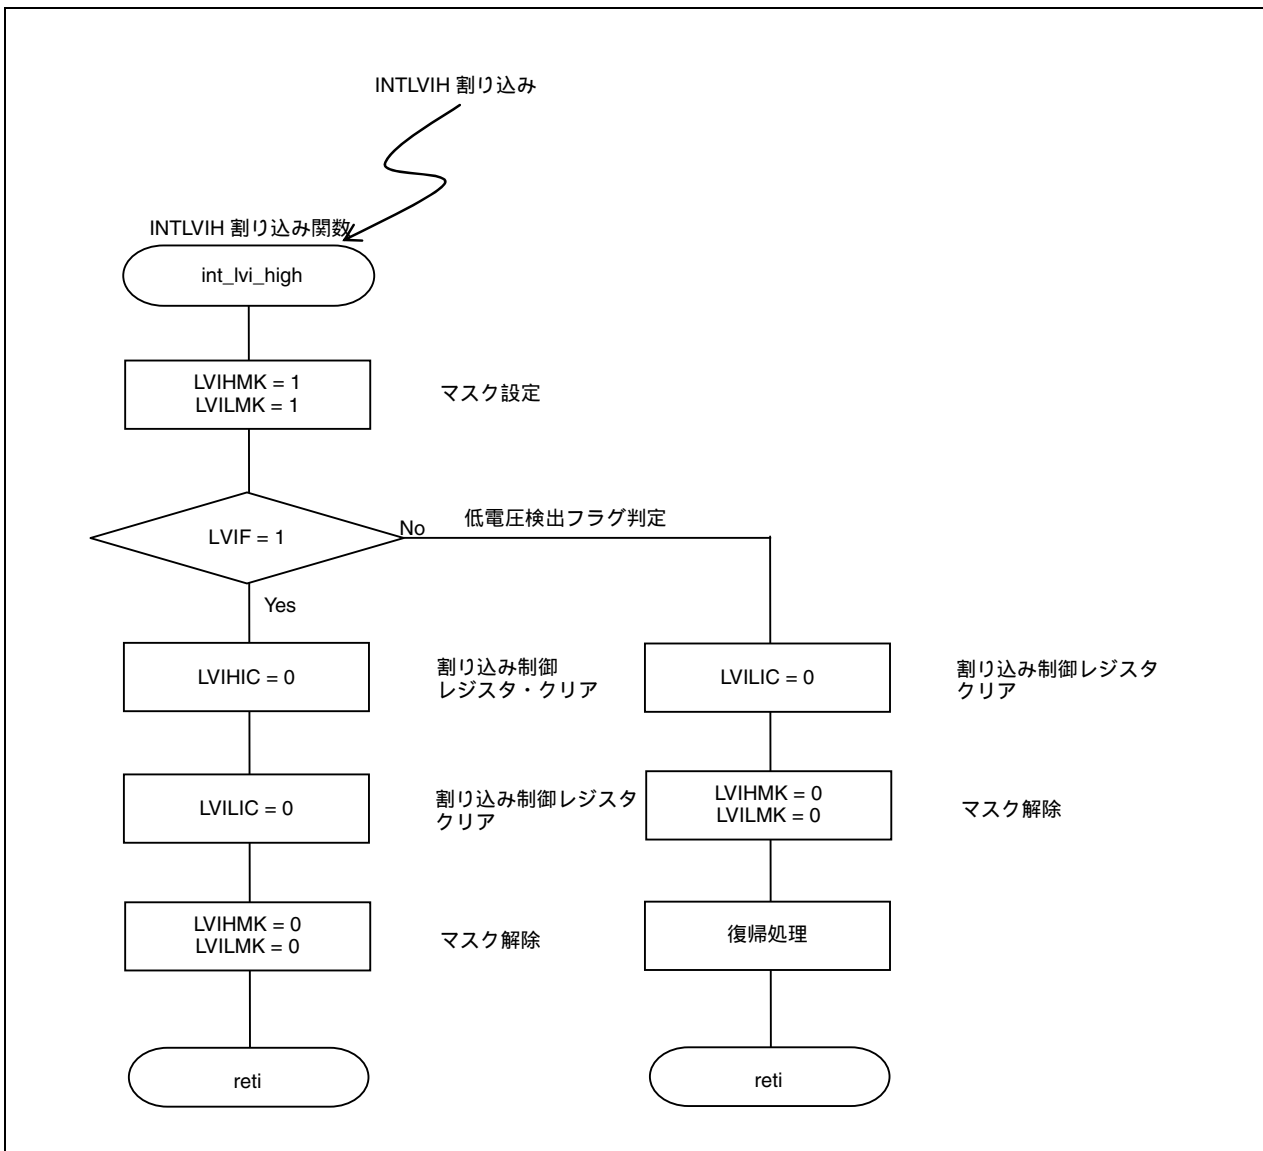 INTLVIH 割り込み
INTLVIH 割り込み関数
int_lvi_high
LVIHMK = 1
LVILMK = 1
マスク設定
LVIF = 1
No
低電圧検出フラグ判定
Yes
LVIHIC = 0
割り込み制御
レジスタ・クリア
LVILIC = 0
割り込み制御レジスタ
クリア
LVILIC = 0
割り込み制御レジスタ
クリア
LVIHMK = 0
LVILMK = 0
マスク解除
LVIHMK = 0
LVILMK = 0
マスク解除
復帰処理
reti
reti